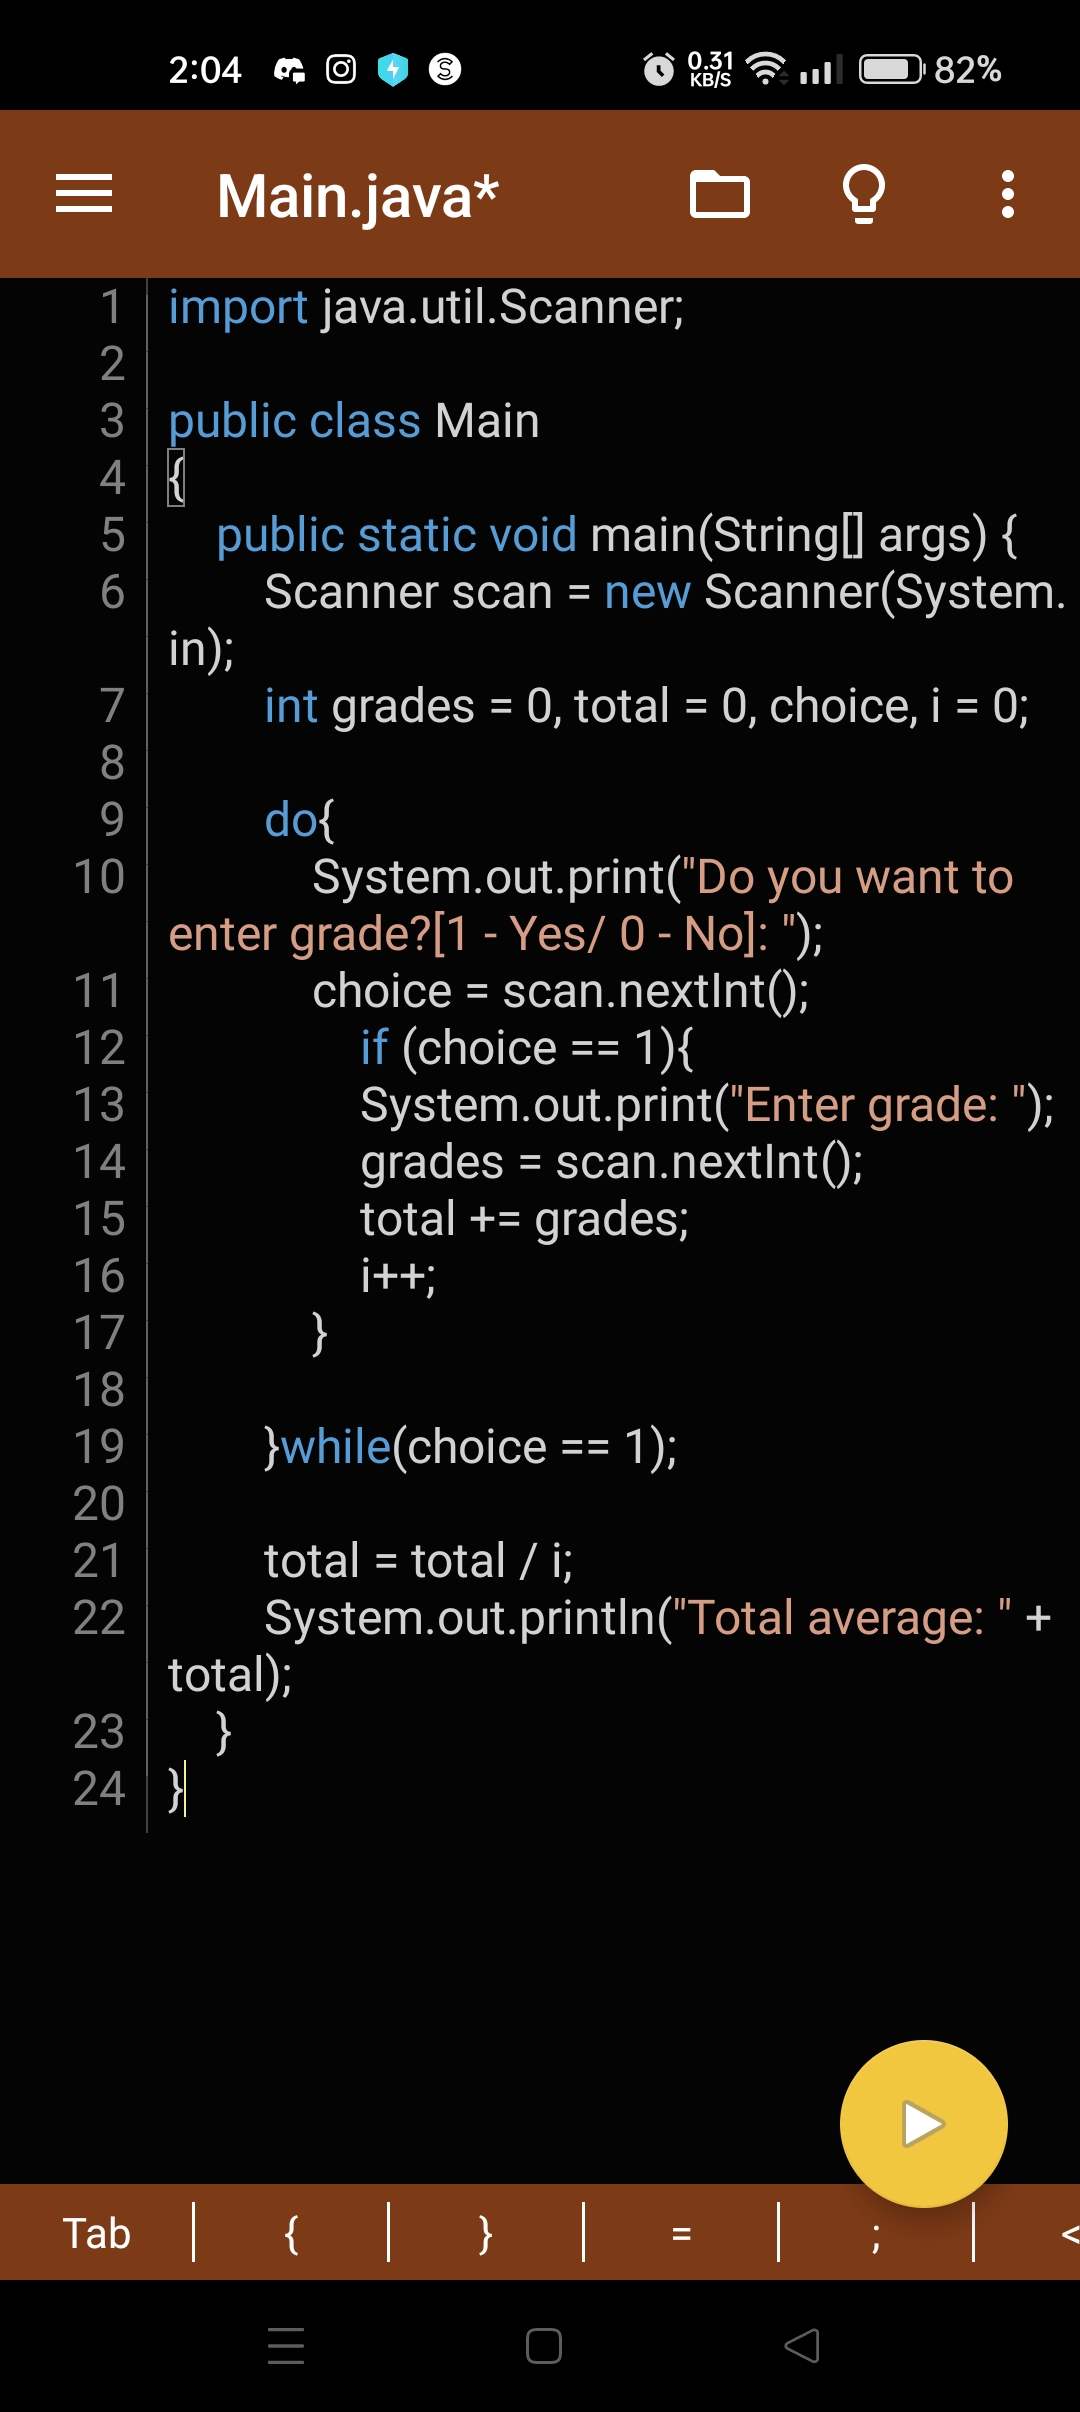 2:04 0.31 KB/S 82%
Main.java*
1 import java.util.Scanner;
2
3 public class Main
4 {
5 public static void main(String[] args) {
6 Scanner scan = new Scanner(System.
in);
7 int grades = 0, total = 0, choice, i = 0;
8
9 do{
10 System.out.print("Do you want to
enter grade?[1 - Yes/ 0 - No]: ");
11 choice = scan.nextInt();
12 if (choice == 1){
13 System.out.print("Enter grade: ");
14 grades = scan.nextInt();
15 total += grades;
16 i++;
17 }
18
19 }while(choice == 1);
20
21 total = total / i;
22 System.out.println("Total average: " +
total);
23 }
24 }
Tab { } = ; <